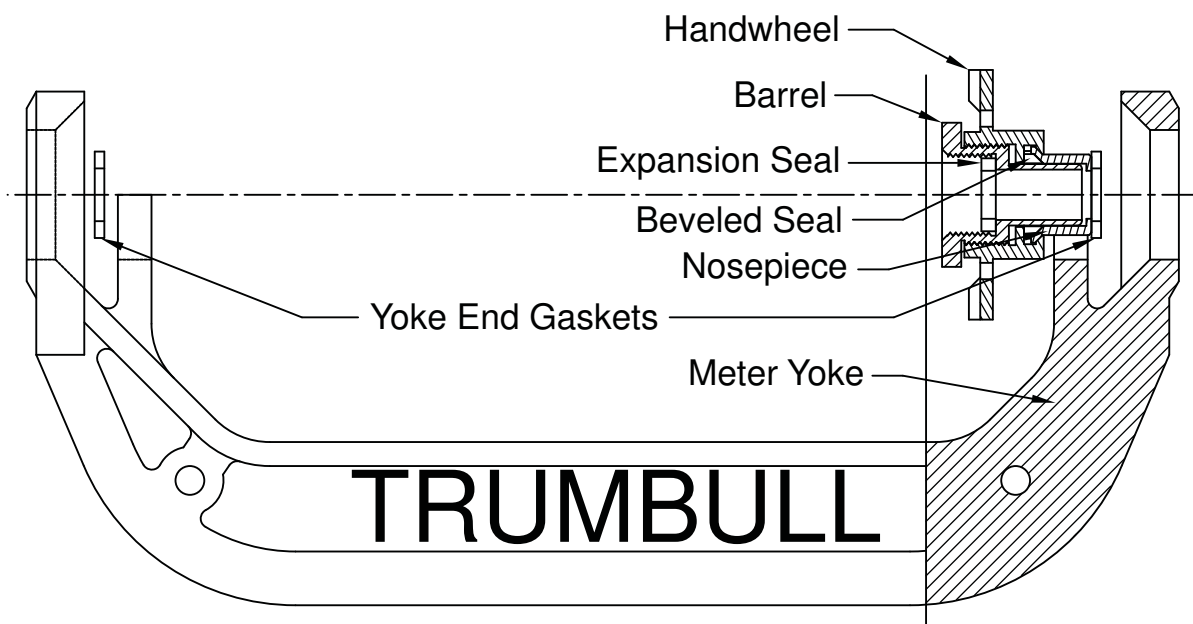 Handwheel
Barrel
Expansion Seal
Beveled Seal
Nosepiece
Yoke End Gaskets
Meter Yoke
TRUMBULL